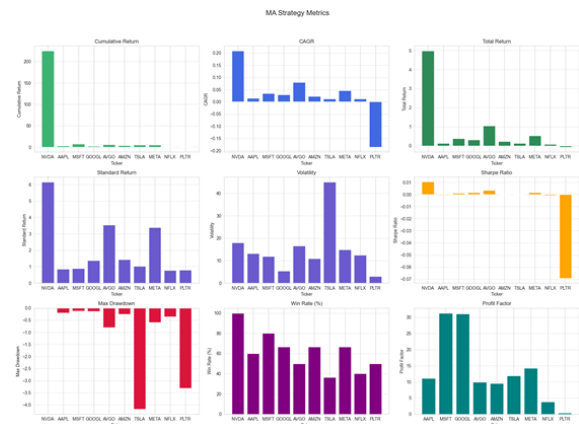 MA Strategy Metrics
Cumulative Return
CAGR
Total Return
Cumulative Return
200
150
100
50
0
CAGR
0.20
0.15
0.10
0.05
0.00
−0.05
−0.10
−0.15
−0.20
Total Return
5
4
3
2
1
0
NVDA AAPL MSFT GOOGL AVGO AMZN TSLA META NFLX PLTR
NVDA AAPL MSFT GOOGL AVGO AMZN TSLA META NFLX PLTR
NVDA AAPL MSFT GOOGL AVGO AMZN TSLA META NFLX PLTR
Ticker
Ticker
Ticker
Standard Return
Volatility
Sharpe Ratio
Standard Return
6
5
4
3
2
1
0
Volatility
40
30
20
10
0
Sharpe Ratio
0.01
0.00
−0.01
−0.02
−0.03
−0.04
−0.05
−0.06
−0.07
NVDA AAPL MSFT GOOGL AVGO AMZN TSLA META NFLX PLTR
NVDA AAPL MSFT GOOGL AVGO AMZN TSLA META NFLX PLTR
NVDA AAPL MSFT GOOGL AVGO AMZN TSLA META NFLX PLTR
Ticker
Ticker
Ticker
Max Drawdown
Win Rate (%)
Profit Factor
Max Drawdown
0.0
−0.5
−1.0
−1.5
−2.0
−2.5
−3.0
−3.5
−4.0
Win Rate (%)
100
80
60
40
20
0
Profit Factor
30
25
20
15
10
5
0
NVDA AAPL MSFT GOOGL AVGO AMZN TSLA META NFLX PLTR
NVDA AAPL MSFT GOOGL AVGO AMZN TSLA META NFLX PLTR
NVDA AAPL MSFT GOOGL AVGO AMZN TSLA META NFLX PLTR